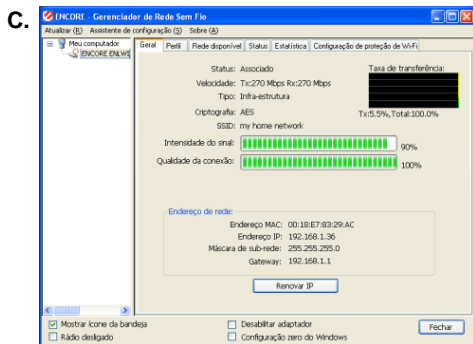 C.
ENCORE - Gerenciador de Rede Sem Fio
Atualizar (R) Assistente de configuração (S) Sobre (A)
Meu computador
ENCORE ENLWI
Geral Perfil Rede disponível Status Estatística Configuração de proteção de Wi-Fi
Status: Associado
Taxa de transferência:
Velocidade: Tx:270 Mbps Rx:270 Mbps
Tipo: Infra-estrutura
Criptografia: AES
Tx:5.5%, Total:100.0%
SSID: my home network
Intensidade do sinal: 90%
Qualidade da conexão: 100%
Endereço de rede:
Endereço MAC: 00:18:E7:83:29:AC
Endereço IP: 192.168.1.36
Máscara de sub-rede: 255.255.255.0
Gateway: 192.168.1.1
Renovar IP
Mostrar ícone da bandeja
Desabilitar adaptador
Fechar
Rádio desligado
Configuração zero do Windows